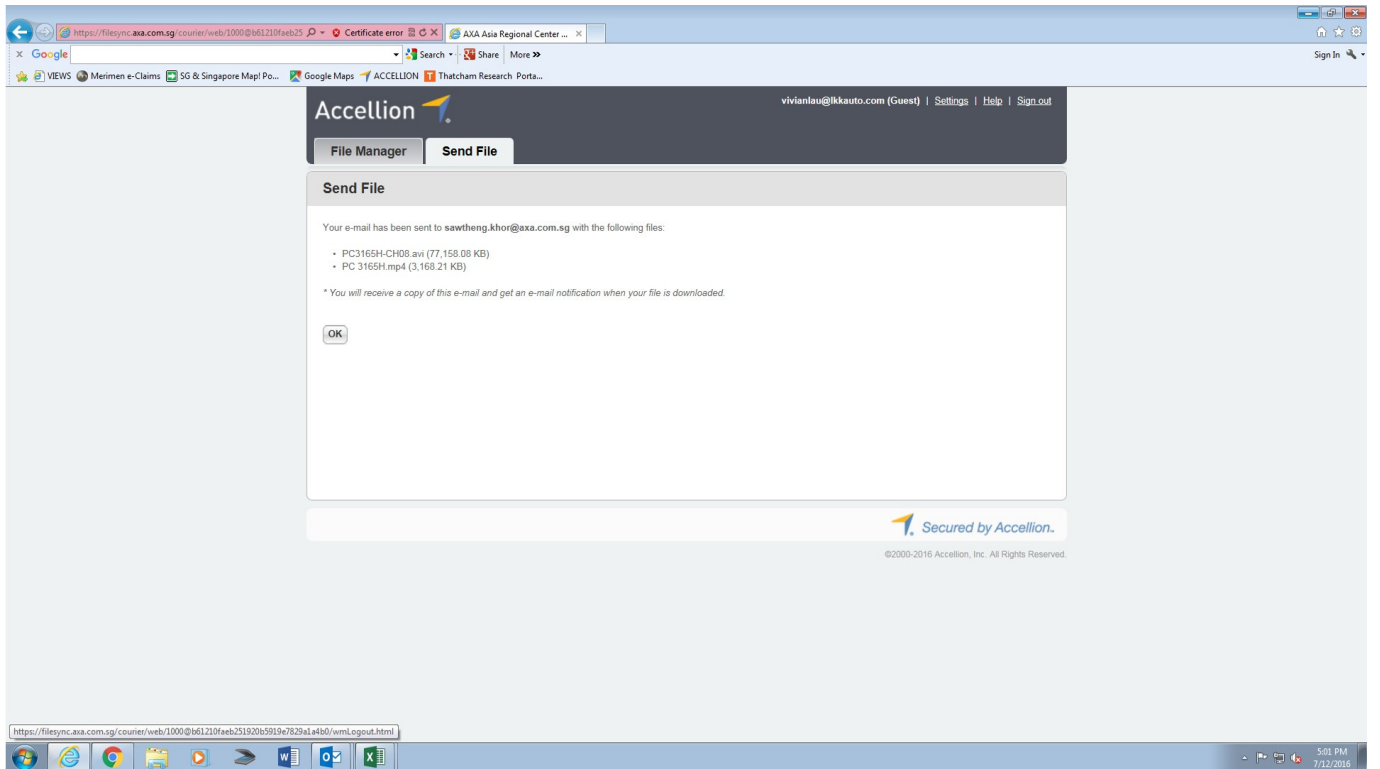 https://filesync.axa.com.sg/courier/web/1000@b61210faeb25
Certificate error
AXA Asia Regional Center ...
Google
Search
Share
More »
Sign In
VIEWS
Merimen e-Claims
SG & Singapore Map! Po...
Google Maps
ACCELLION
Thatcham Research Porta...
Accellion
vivianlau@lkkauto.com (Guest) | Settings | Help | Sign out
File Manager
Send File
Send File
Your e-mail has been sent to sawtheng.khor@axa.com.sg with the following files:
• PC3165H-CH08.avi (77,158.08 KB)
• PC 3165H.mp4 (3,168.21 KB)
* You will receive a copy of this e-mail and get an e-mail notification when your file is downloaded.
OK
Secured by Accellion..
©2000-2016 Accellion, Inc. All Rights Reserved.
https://filesync.axa.com.sg/courier/web/1000@b61210faeb251920b5919e7829a1a4b0/wmLogout.html
5:01 PM
7/12/2016